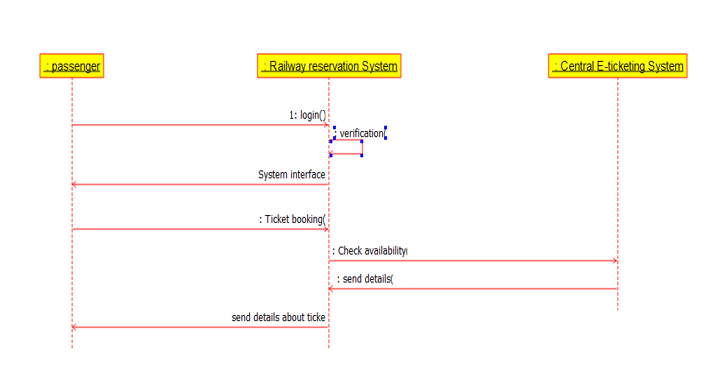 : passenger
: Railway reservation System
: Central E-ticketing System
1: login()
: verification(
System interface
: Ticket booking(
: Check availability(
: send details(
send details about ticke